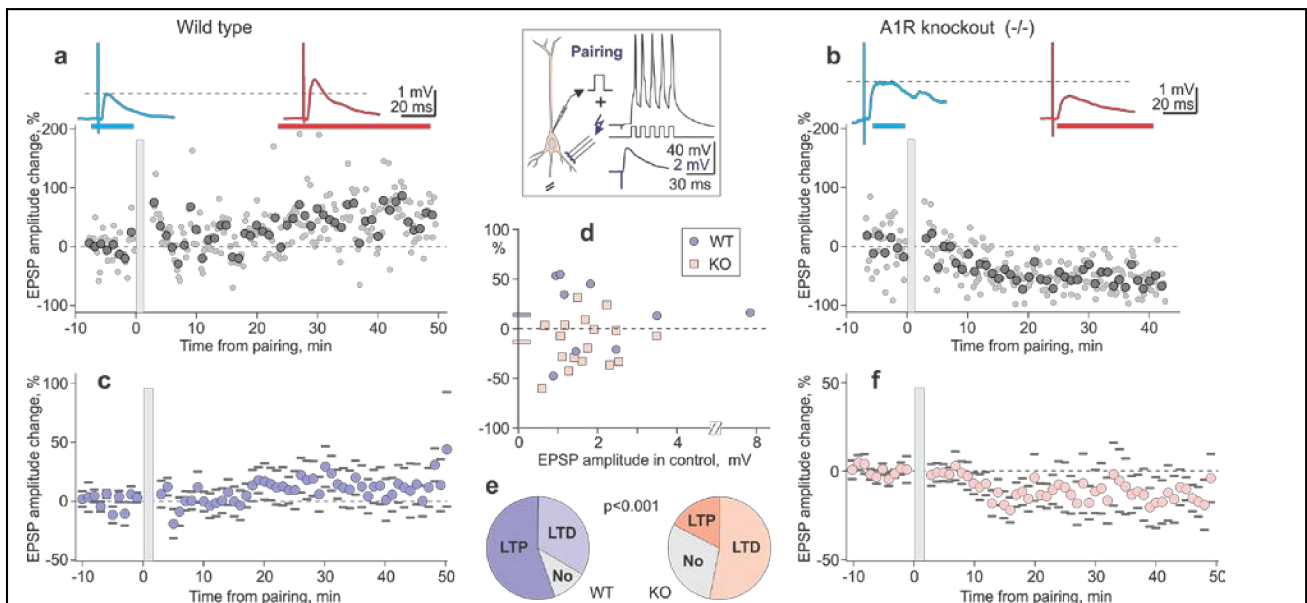 Wild type
A1R knockout (-/-)
a
1 mV
20 ms
EPSP amplitude change, %
200
100
0
-100
-10 0 10 20 30 40 50
Time from pairing, min
Pairing
+
40 mV
2 mV
30 ms
b
1 mV
20 ms
EPSP amplitude change, %
200
100
0
-100
-10 0 10 20 30 40
Time from pairing, min
d
%
100
50
0
-50
-100
WT
KO
0 2 4 8
EPSP amplitude in control, mV
c
EPSP amplitude change, %
100
50
0
-50
-10 0 10 20 30 40 50
Time from pairing, min
e
p<0.001
LTP
LTD
No
WT
LTP
No
LTD
KO
f
EPSP amplitude change, %
50
0
-50
-10 0 10 20 30 40 50
Time from pairing, min